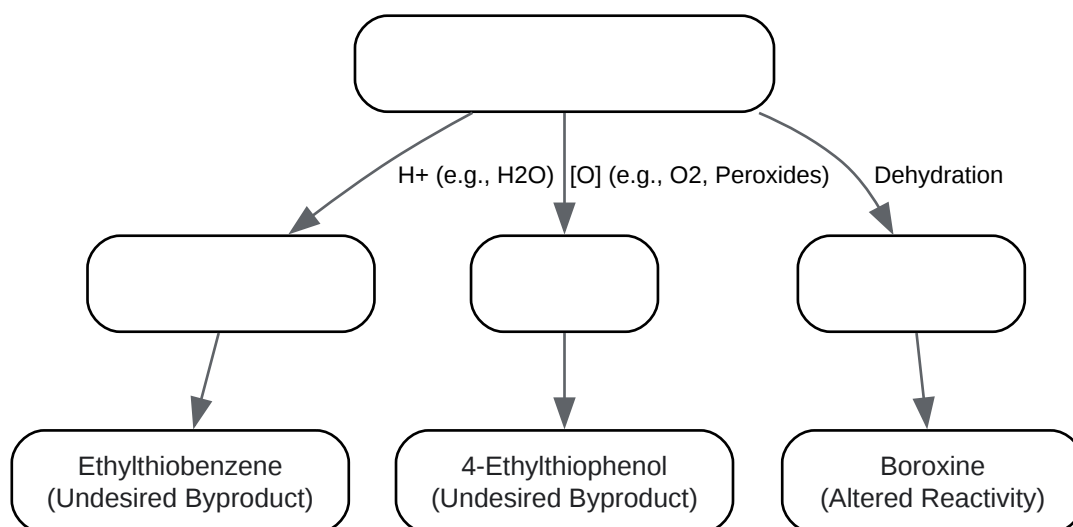 H+ (e.g., H2O)
[O] (e.g., O2, Peroxides)
Dehydration
Ethylthiobenzene
(Undesired Byproduct)
4-Ethylthiophenol
(Undesired Byproduct)
Boroxine
(Altered Reactivity)